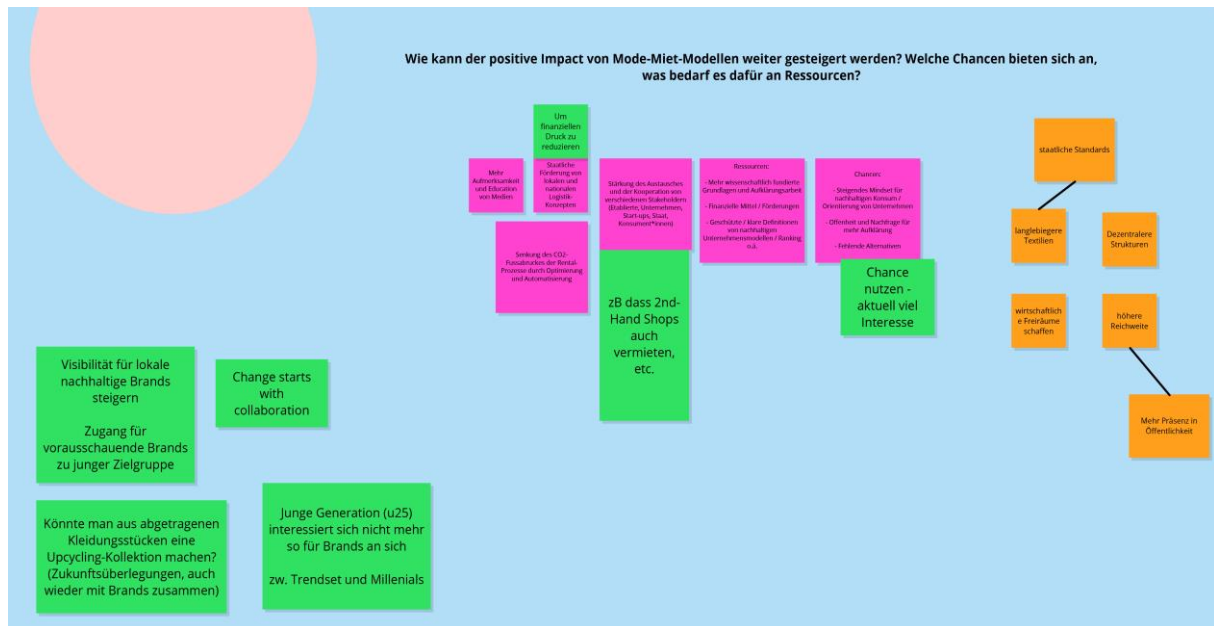 Wie kann der positive Impact von Mode-Miet-Modellen weiter gesteigert werden? Welche Chancen bieten sich an,
was bedarf es dafür an Ressourcen?
Um
finanziellen
Druck zu
reduzieren
Mehr
Aufmerksamkeit
und Education
von Medien
Staatliche
Förderung von
lokalen und
nationalen
Logistik-
Konzepten
Stärkung des Austausches
und der Kooperation von
verschiedenen Stakeholdern
(Etablierte, Unternehmen,
Start-ups, Staat,
Konsument*innen)
Ressourcen:
- Mehr wissenschaftlich fundierte
Grundlagen und Aufklärungsarbeit
- Finanzielle Mittel / Förderungen
- Geschützte / klare Definitionen
von nachhaltigen
Unternehmensmodellen / Ranking
o.ä.
Chancen:
- Steigendes Mindset für
nachhaltigen Konsum /
Orientierung von Unternehmen
- Offenheit und Nachfrage für
mehr Aufklärung
- Fehlende Alternativen
Senkung des CO2-
Fussabdruckes der Rental-
Prozesse durch Optimierung
und Automatisierung
zB dass 2nd-
Hand Shops
auch
vermieten,
etc.
Chance
nutzen -
aktuell viel
Interesse
staatliche Standards
langlebigere
Textilien
Dezentralere
Strukturen
wirtschaftlich
e Freiräume
schaffen
höhere
Reichweite
Mehr Präsenz in
Öffentlichkeit
Visibilität für lokale
nachhaltige Brands
steigern
Zugang für
vorausschauende Brands
zu junger Zielgruppe
Change starts
with
collaboration
Könnte man aus abgetragenen
Kleidungsstücken eine
Upcycling-Kollektion machen?
(Zukunftsüberlegungen, auch
wieder mit Brands zusammen)
Junge Generation (u25)
interessiert sich nicht mehr
so für Brands an sich
zw. Trendset und Millenials